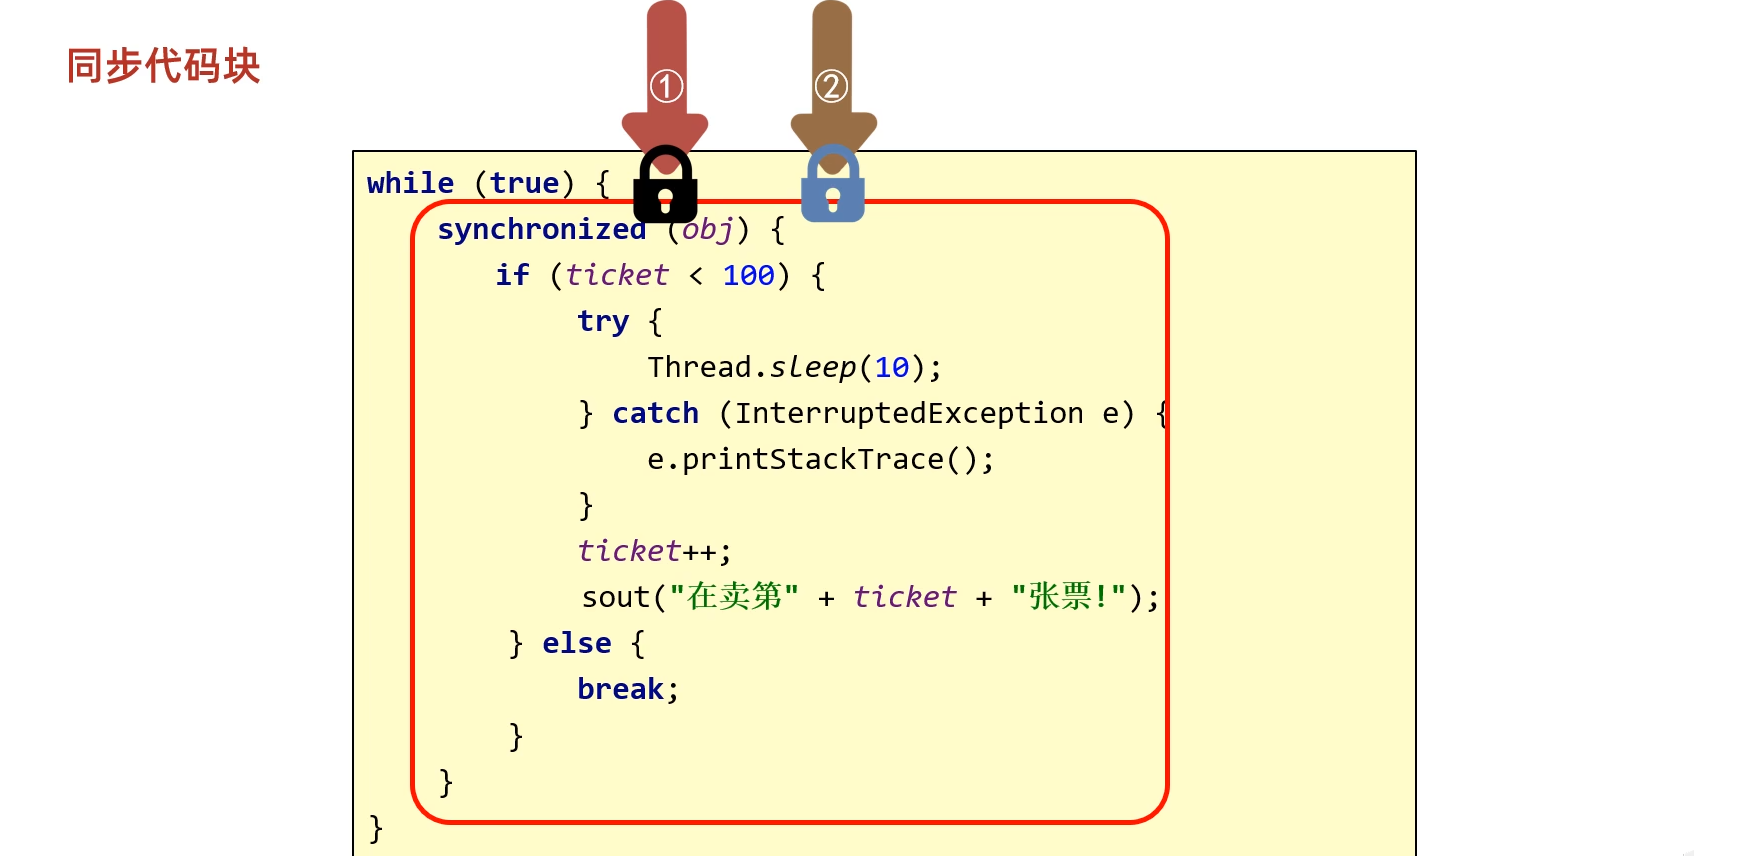 同步代码块
① ②
while (true) {
synchronized (obj) {
if (ticket < 100) {
try {
Thread.sleep(10);
} catch (InterruptedException e) {
e.printStackTrace();
}
ticket++;
sout("在卖第" + ticket + "张票!");
} else {
break;
}
}
}